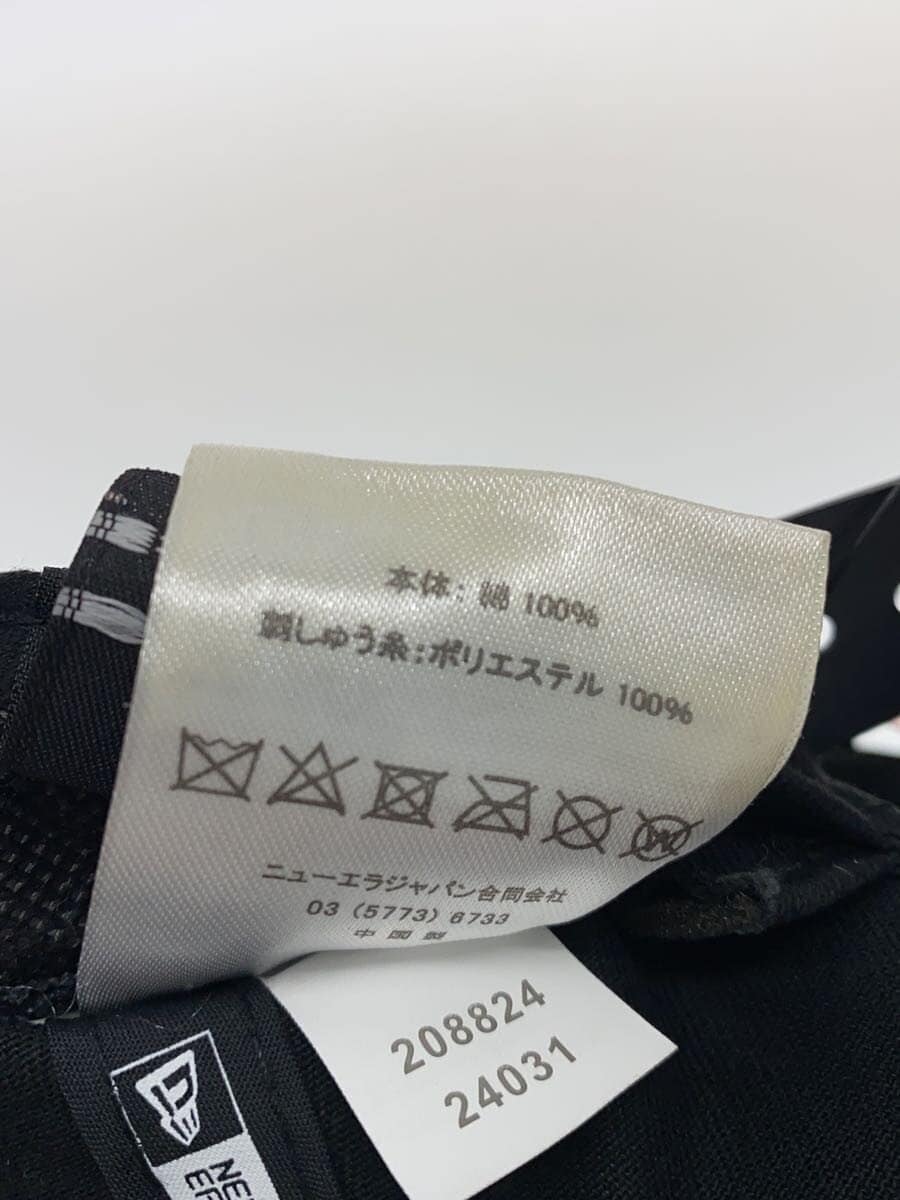 本体: 綿 100%
刺しゅう糸:ポリエステル 100%
ニューエラジャパン合同会社
03 (5773) 6733
中国製
208824
24031
NEW